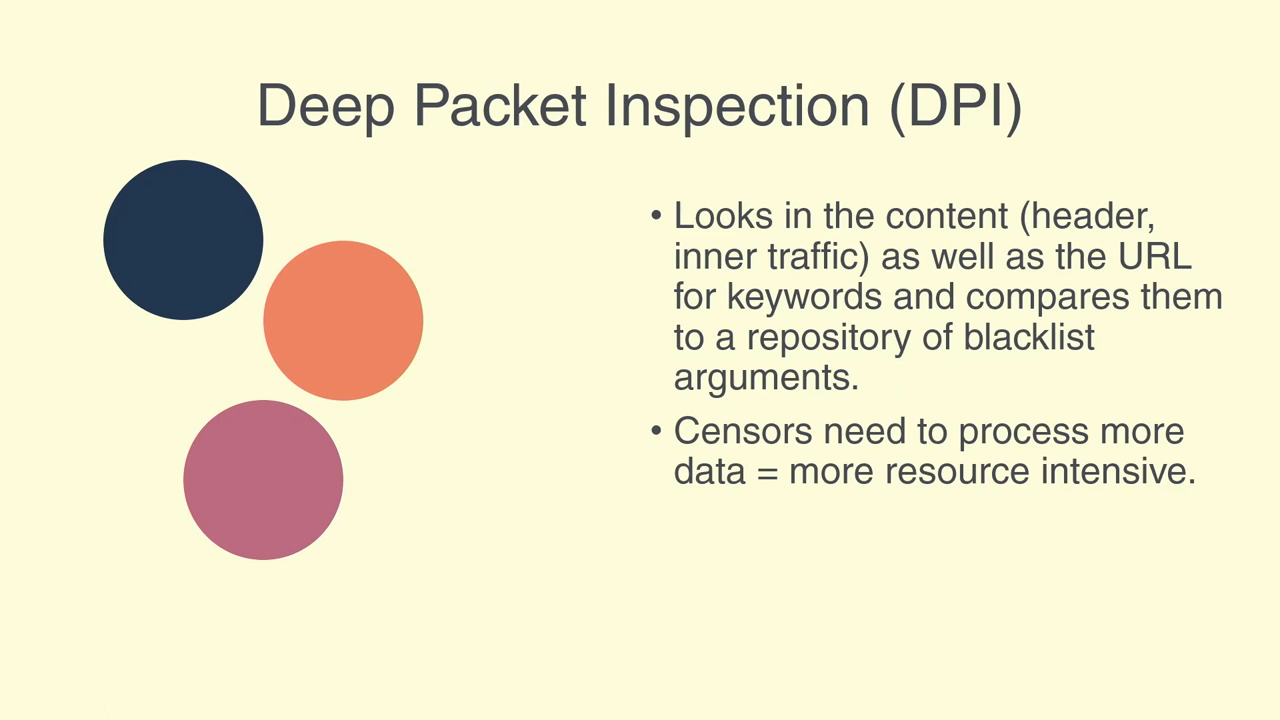 Deep Packet Inspection (DPI)
• Looks in the content (header,
inner traffic) as well as the URL
for keywords and compares them
to a repository of blacklist
arguments.
• Censors need to process more
data = more resource intensive.